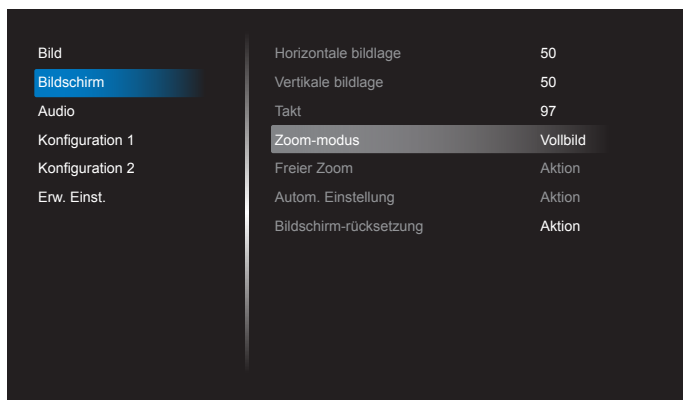 Bild
Bildschirm
Audio
Konfiguration 1
Konfiguration 2
Erw. Einst.
Horizontale bildlage 50
Vertikale bildlage 50
Takt 97
Zoom-modus Vollbild
Freier Zoom Aktion
Autom. Einstellung Aktion
Bildschirm-rücksetzung Aktion